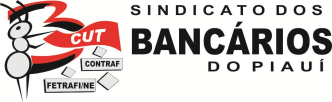 CUT
CONTRAF
FETRAFI/NE
SINDICATO DOS
BANCÁRIOS
DO PIAUÍ